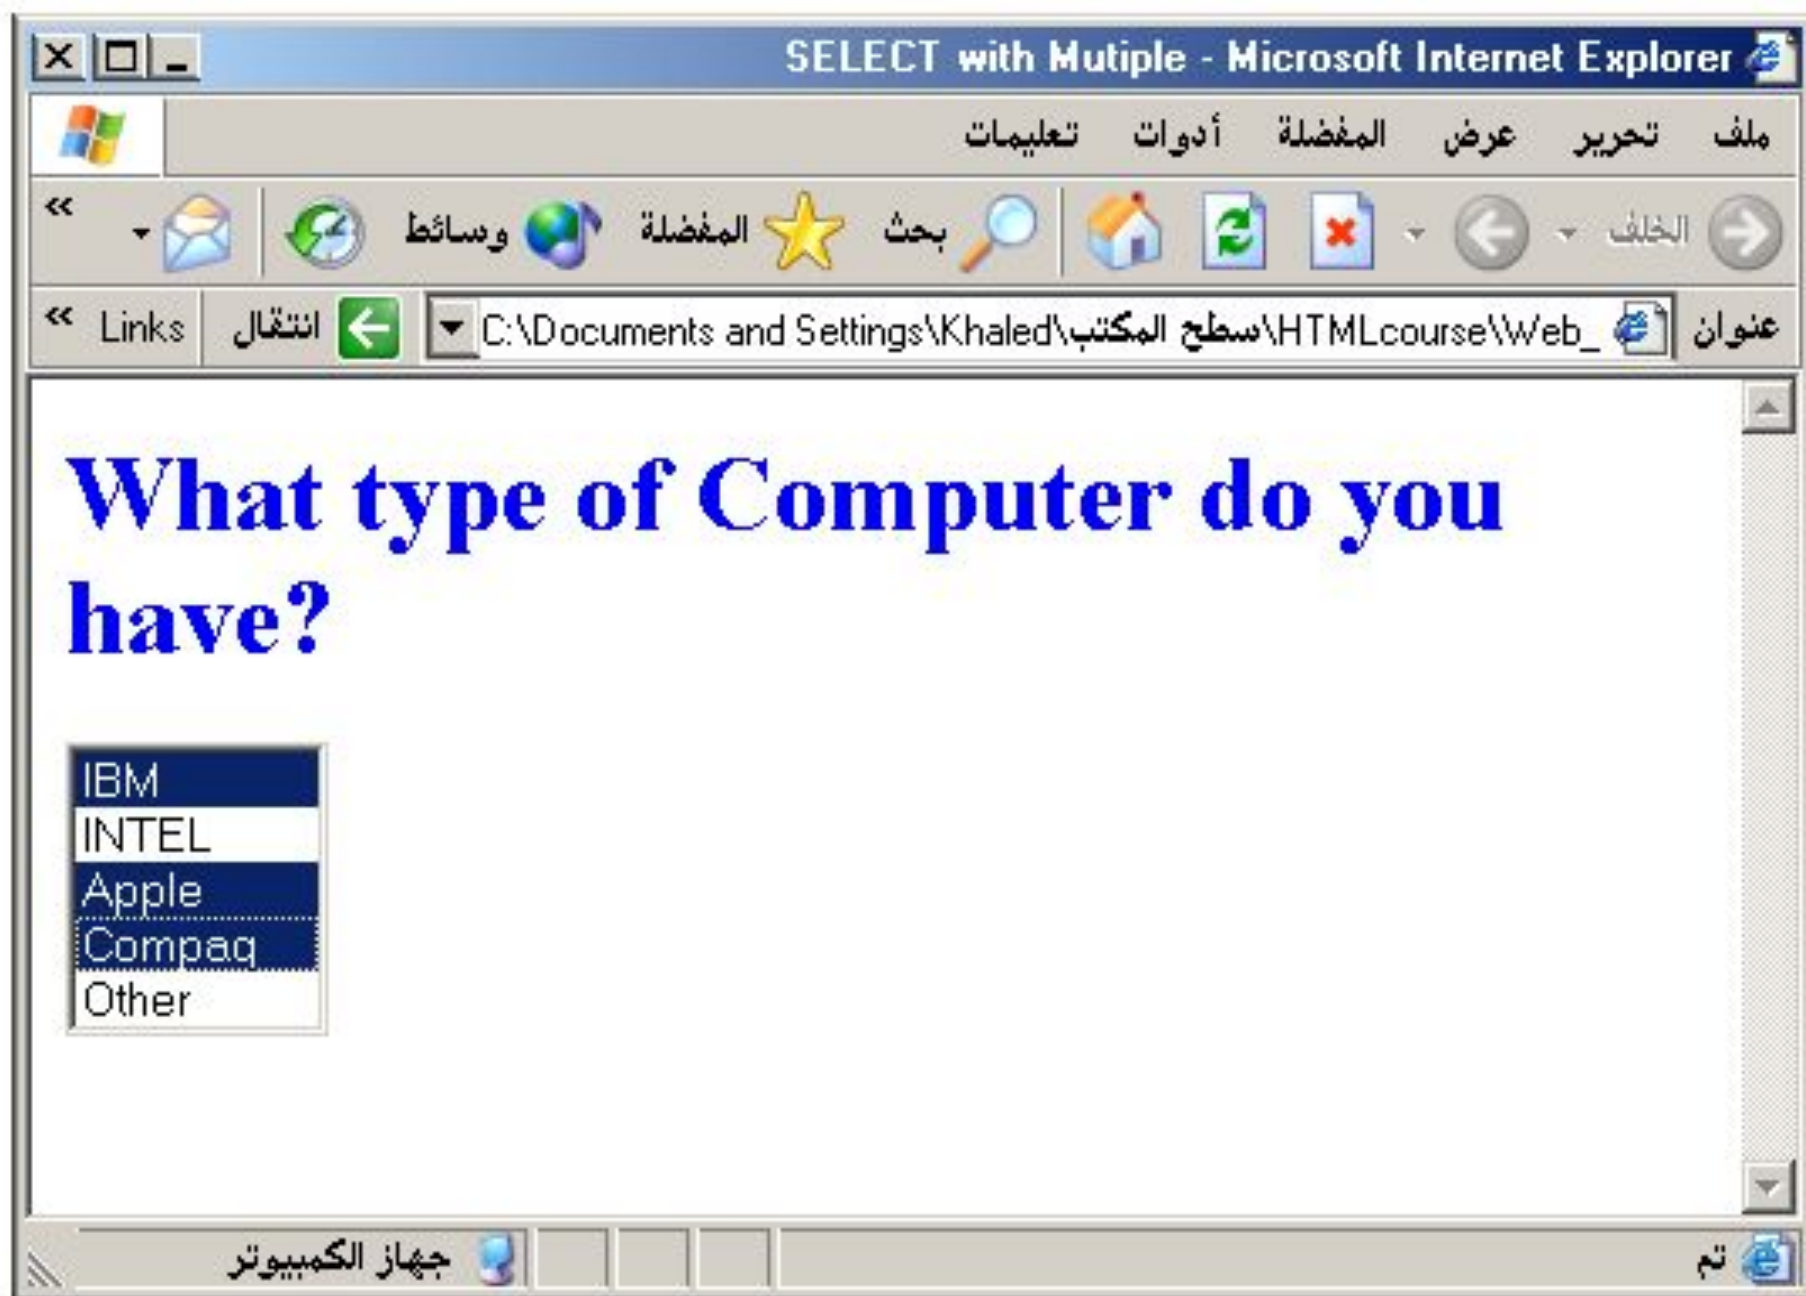 SELECT with Mutiple - Microsoft Internet Explorer
ملف تحرير عرض المفضلة أدوات تعليمات
الخلف بحث المفضلة وسائط »
عنوان C:\Documents and Settings\Khaled\سطح المكتب\HTMLcourse\Web_ انتقال Links »
What type of Computer do you
have?
IBM
INTEL
Apple
Compaq
Other
تم جهاز الكمبيوتر